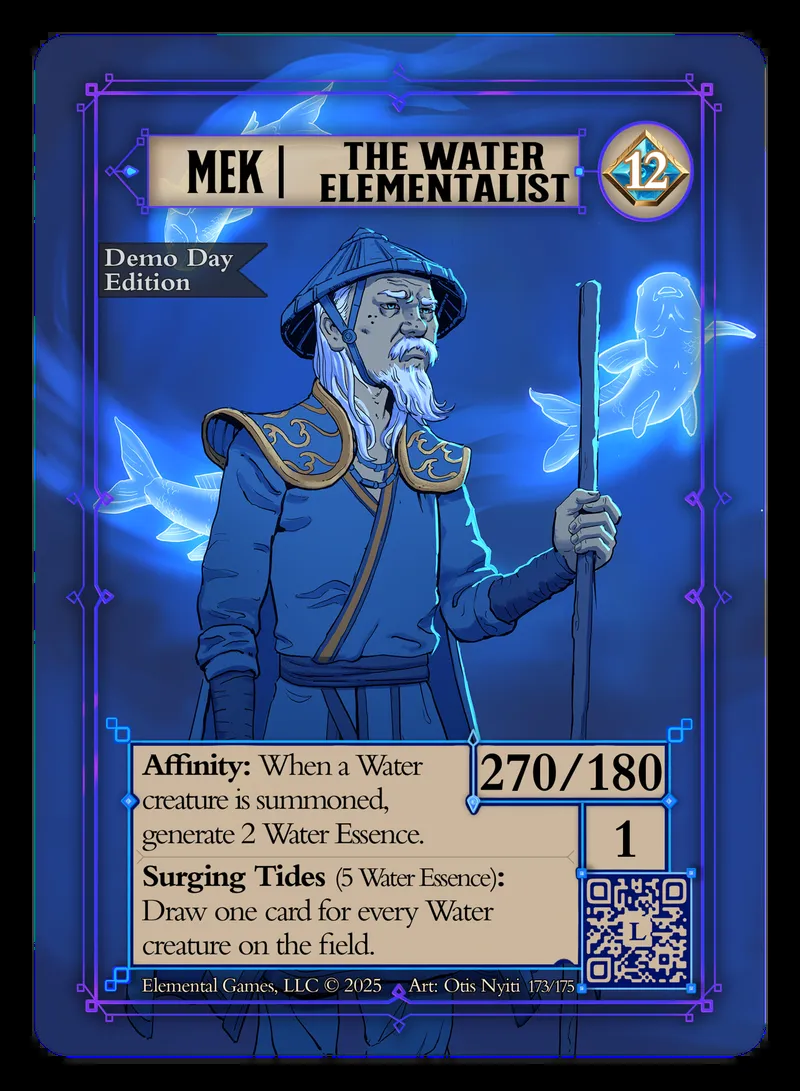 MEK | THE WATER
ELEMENTALIST
12
Demo Day
Edition
Affinity: When a Water
creature is summoned,
generate 2 Water Essence.
270/180
1
Surging Tides (5 Water Essence):
Draw one card for every Water
creature on the field.
L
Elemental Games, LLC © 2025 Art: Otis Nyiti 173/175